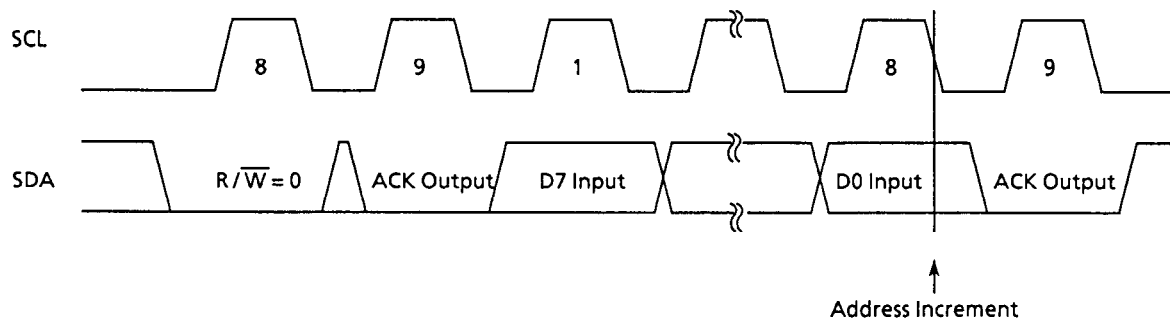 SCL
8 9 1 8 9
SDA
R/W̅=0 ACK Output D7 Input D0 Input ACK Output
Address Increment